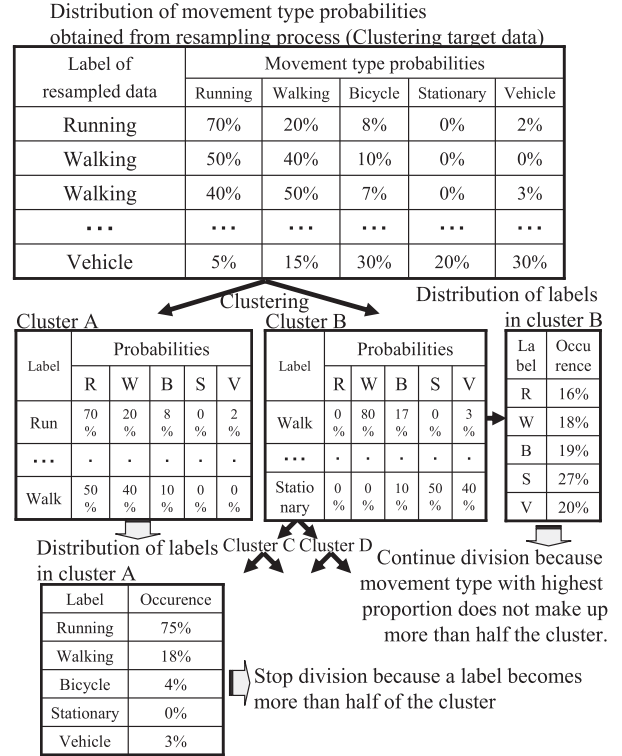 Distribution of movement type probabilities
obtained from resampling process (Clustering target data)
Label of resampled data Movement type probabilities
Running Walking Bicycle Stationary Vehicle
Running 70% 20% 8% 0% 2%
Walking 50% 40% 10% 0% 0%
Walking 40% 50% 7% 0% 3%
... ... ... ... ... ...
Vehicle 5% 15% 30% 20% 30%
Clustering
Cluster A
Label Probabilities
R W B S V
Run 70% 20% 8% 0% 2%
... . . . . .
Walk 50% 40% 10% 0% 0%
Cluster B
Label Probabilities
R W B S V
Walk 0% 80% 17% 0% 3%
... . . . . .
Statio nary 0% 0% 10% 50% 40%
Distribution of labels
in cluster B
La bel Occu rence
R 16%
W 18%
B 19%
S 27%
V 20%
Cluster C Cluster D
Continue division because
movement type with highest
proportion does not make up
more than half the cluster.
Distribution of labels
in cluster A
Label Occurence
Running 75%
Walking 18%
Bicycle 4%
Stationary 0%
Vehicle 3%
Stop division because a label becomes
more than half of the cluster